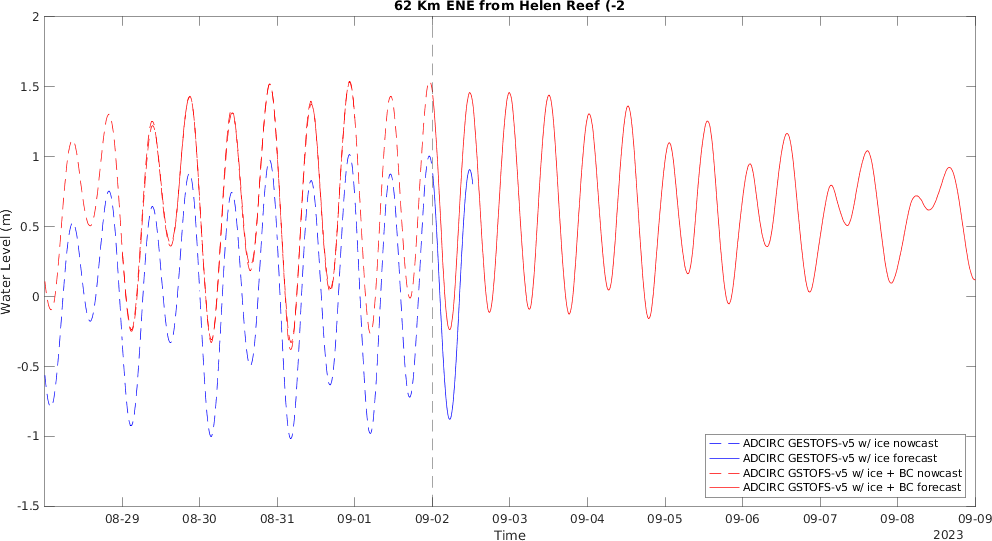 62 Km ENE from Helen Reef (-2
Water Level (m)
2
1.5
1
0.5
0
-0.5
-1
-1.5
ADCIRC GESTOFS-v5 w/ ice nowcast
ADCIRC GESTOFS-v5 w/ ice forecast
ADCIRC GSTOFS-v5 w/ ice + BC nowcast
ADCIRC GSTOFS-v5 w/ ice + BC forecast
08-29 08-30 08-31 09-01 09-02 09-03 09-04 09-05 09-06 09-07 09-08 09-09
Time
2023